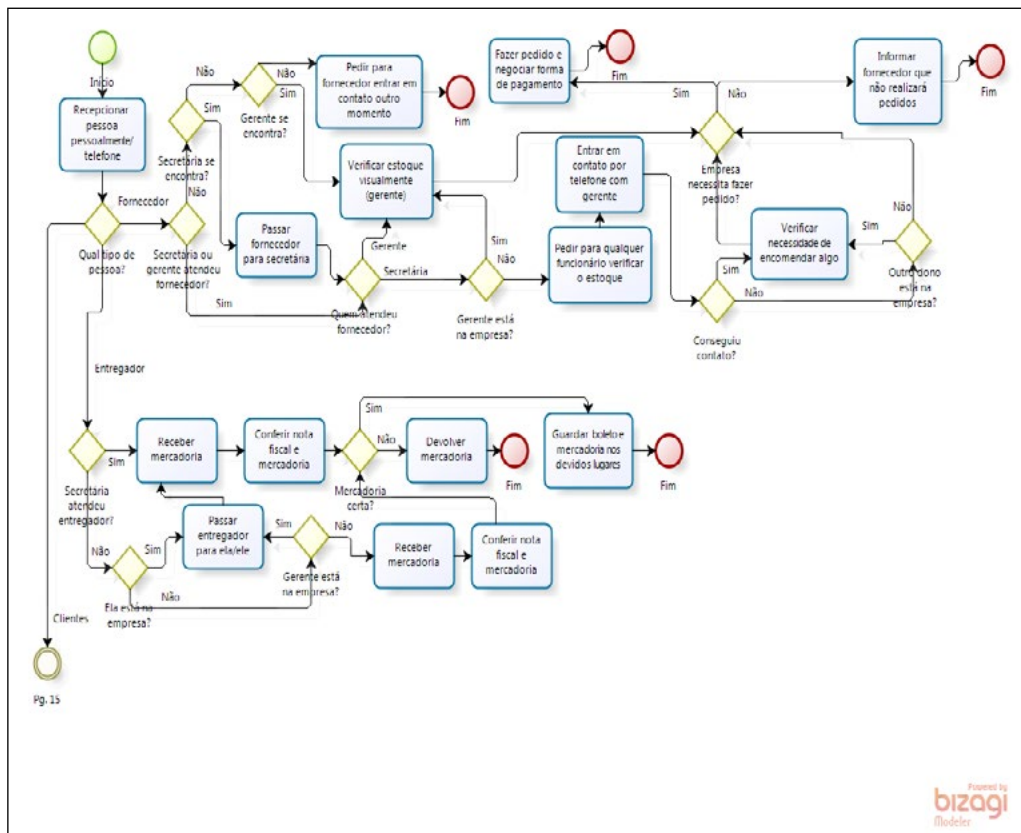 Início
Recepcionar
pessoa
pessoalmente/
telefone
Qual tipo de
pessoa?
Fornecedor
Secretária ou
gerente atendeu
fornecedor?
Não
Sim
Secretária se
encontra?
Não
Sim
Gerente se
encontra?
Não
Sim
Pedir para
fornecedor entrar em
contato outro
momento
Fim
Verificar estoque
visualmente
(gerente)
Passar
fornecedor
para secretária
Quem atendeu
fornecedor?
Gerente
Secretária
Gerente está
na empresa?
Sim
Não
Pedir para qualquer
funcionário verificar
o estoque
Entrar em
contato por
telefone com
gerente
Conseguiu
contato?
Sim
Não
Verificar
necessidade de
encomendar algo
Outro dono
está na
empresa?
Sim
Não
Empresa
necessita fazer
pedido?
Sim
Não
Fazer pedido e
negociar forma
de pagamento
Fim
Informar
fornecedor que
não realizará
pedidos
Fim
Entregador
Secretária
atendeu
entregador?
Sim
Não
Receber
mercadoria
Conferir nota
fiscal e
mercadoria
Mercadoria
certa?
Sim
Não
Devolver
mercadoria
Fim
Guardar boleto e
mercadoria nos
devidos lugares
Fim
Ela está na
empresa?
Sim
Não
Passar
entregador
para ela/ele
Gerente está
na empresa?
Sim
Não
Receber
mercadoria
Conferir nota
fiscal e
mercadoria
Clientes
Pg. 15
Powered by
bizagi
Modeler